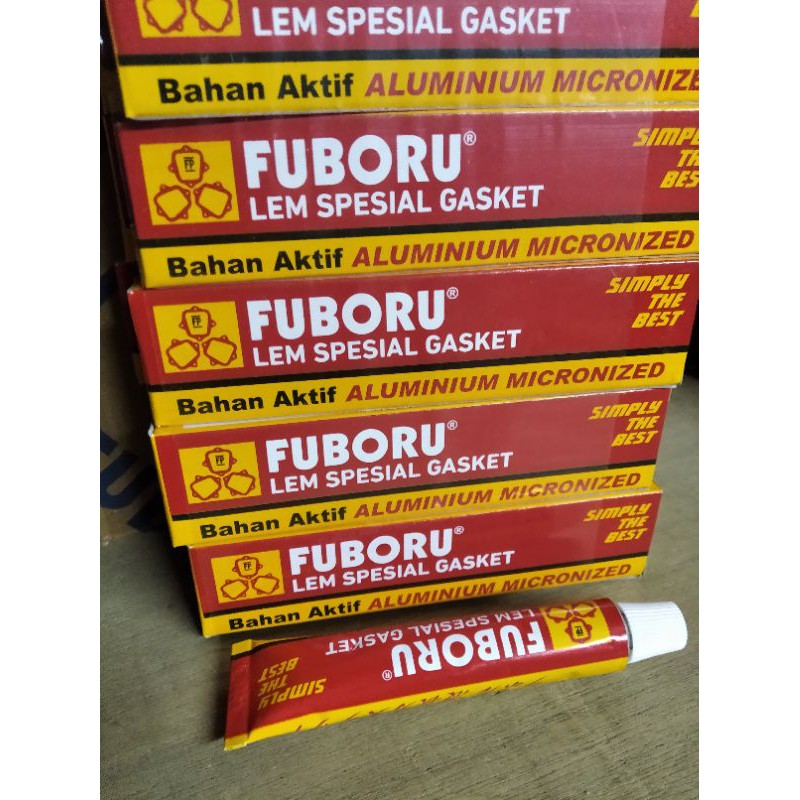 LEM SPESIAL GASKET
Bahan Aktif ALUMINIUM MICRONIZE
FUBORU®
LEM SPESIAL GASKET
SIMPLY
THE
BEST
Bahan Aktif ALUMINIUM MICRONIZED
FUBORU®
LEM SPESIAL GASKET
SIMPLY
THE
BEST
Bahan Aktif ALUMINIUM MICRONIZED
FUBORU®
LEM SPESIAL GASKET
SIMPLY
THE
BEST
Bahan Aktif ALUMINIUM MICRONIZED
FUBORU®
LEM SPESIAL GASKET
SIMPLY
THE
BEST
Bahan Aktif ALUMINIUM MICRONIZED
FUBORU®
LEM SPESIAL GASKET
SIMPLY
THE
BEST